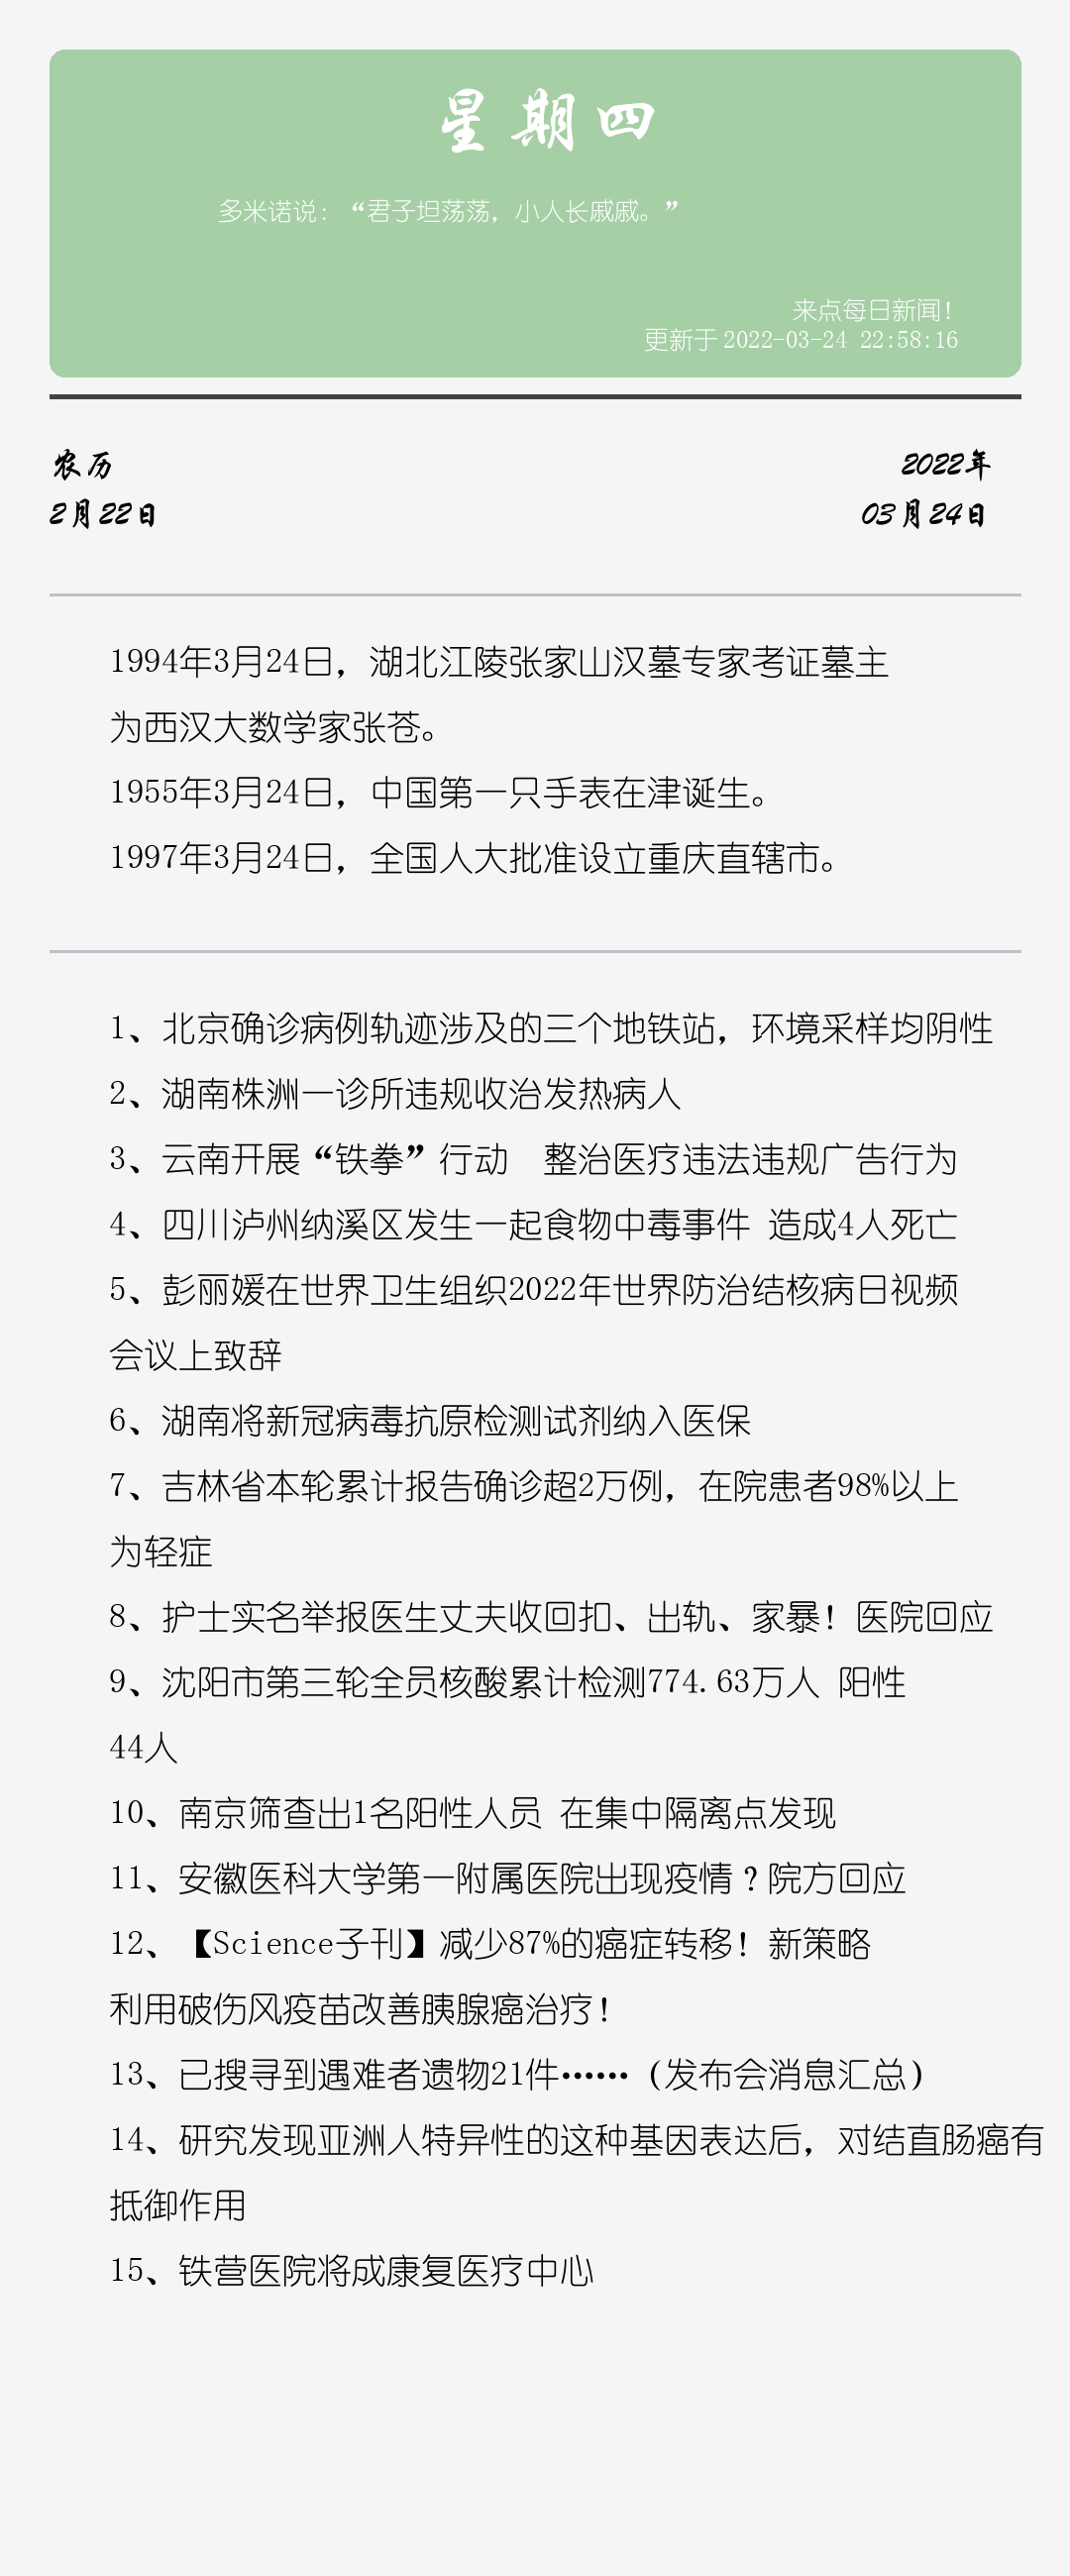 星期四
多米诺说：“君子坦荡荡，小人长戚戚。”
来点每日新闻！
更新于2022-03-24 22:58:16
农历
2022年
2月22日
03月24日
1994年3月24日，湖北江陵张家山汉墓专家考证墓主
为西汉大数学家张苍。
1955年3月24日，中国第一只手表在津诞生。
1997年3月24日，全国人大批准设立重庆直辖市。
1、北京确诊病例轨迹涉及的三个地铁站，环境采样均阴性
2、湖南株洲一诊所违规收治发热病人
3、云南开展“铁拳”行动　整治医疗违法违规广告行为
4、四川泸州纳溪区发生一起食物中毒事件 造成4人死亡
5、彭丽媛在世界卫生组织2022年世界防治结核病日视频
会议上致辞
6、湖南将新冠病毒抗原检测试剂纳入医保
7、吉林省本轮累计报告确诊超2万例，在院患者98%以上
为轻症
8、护士实名举报医生丈夫收回扣、出轨、家暴！医院回应
9、沈阳市第三轮全员核酸累计检测774.63万人 阳性
44人
10、南京筛查出1名阳性人员 在集中隔离点发现
11、安徽医科大学第一附属医院出现疫情？院方回应
12、【Science子刊】减少87%的癌症转移！新策略
利用破伤风疫苗改善胰腺癌治疗！
13、已搜寻到遇难者遗物21件……（发布会消息汇总）
14、研究发现亚洲人特异性的这种基因表达后，对结直肠癌有
抵御作用
15、铁营医院将成康复医疗中心